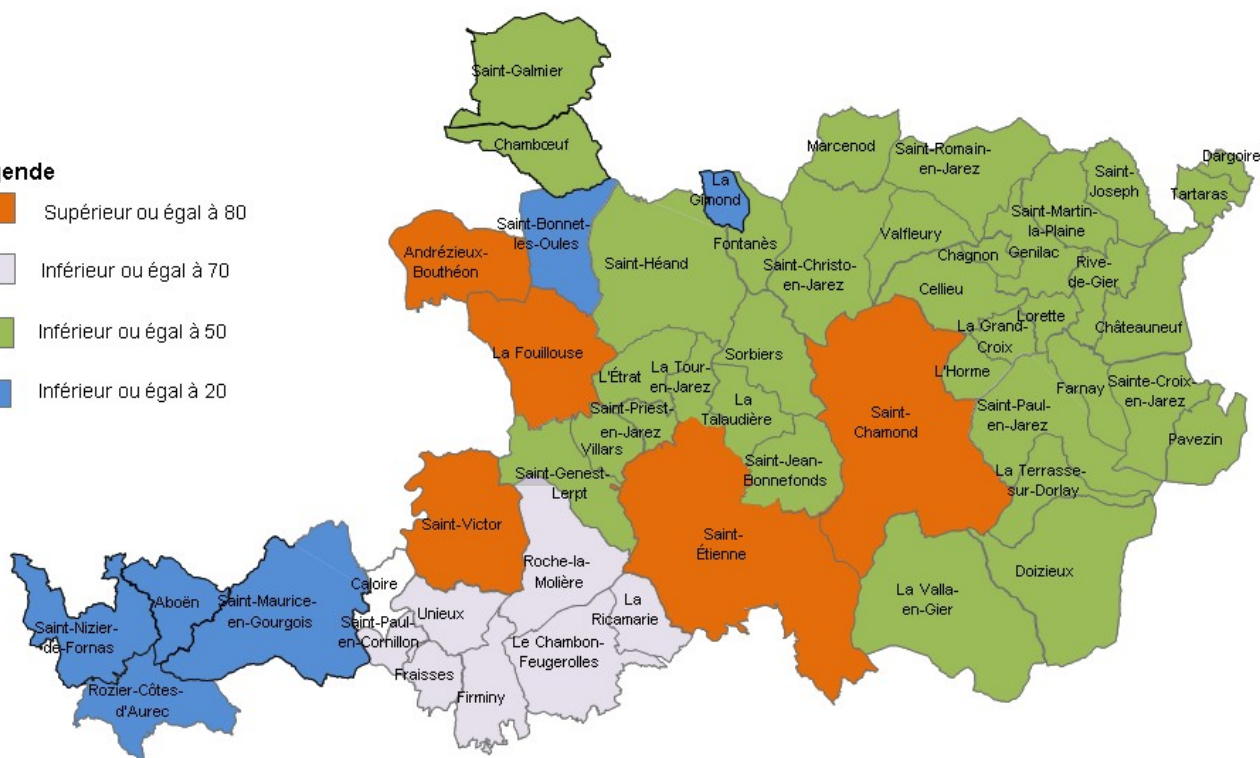 gende
Supérieur ou égal à 80
Inférieur ou égal à 70
Inférieur ou égal à 50
Inférieur ou égal à 20
Saint-Galmier
Chambœuf
Saint-Bonnet-
les-Oules
Andrézieux-
Bouthéon
La Fouillouse
La
Gimond
Fontanès
Saint-Héand
Marcenod
Saint-Romain-
en-Jarez
Saint-
Joseph
Dargoire
Tartaras
Saint-Martin-
la-Plaine
Valfleury
Chagnon
Genilac
Rive-
de-Gier
Saint-Christo-
en-Jarez
Cellieu
La Grand-
Croix
Lorette
Châteauneuf
L'Horme
Farnay
Sainte-Croix-
en-Jarez
Pavezin
Saint-Paul-
en-Jarez
La Terrasse-
sur-Dorlay
Sorbiers
L'Étrat
La Tour-
en-Jarez
La
Talaudière
Saint-Priest-
en-Jarez
Villars
Saint-Genest-
Lerpt
Saint-Jean-
Bonnefonds
Saint-
Chamond
Saint-
Étienne
Saint-Victor
Roche-la-
Molière
La
Ricamarie
Caloire
Unieux
Saint-Paul-
en-Cornillon
Le Chambon-
Feugerolles
Fraisses
Firminy
La Valla-
en-Gier
Doizieux
Aboën
Saint-Maurice-
en-Gourgois
Saint-Nizier-
de-Fornas
Rozier-Côtes-
d'Aurec